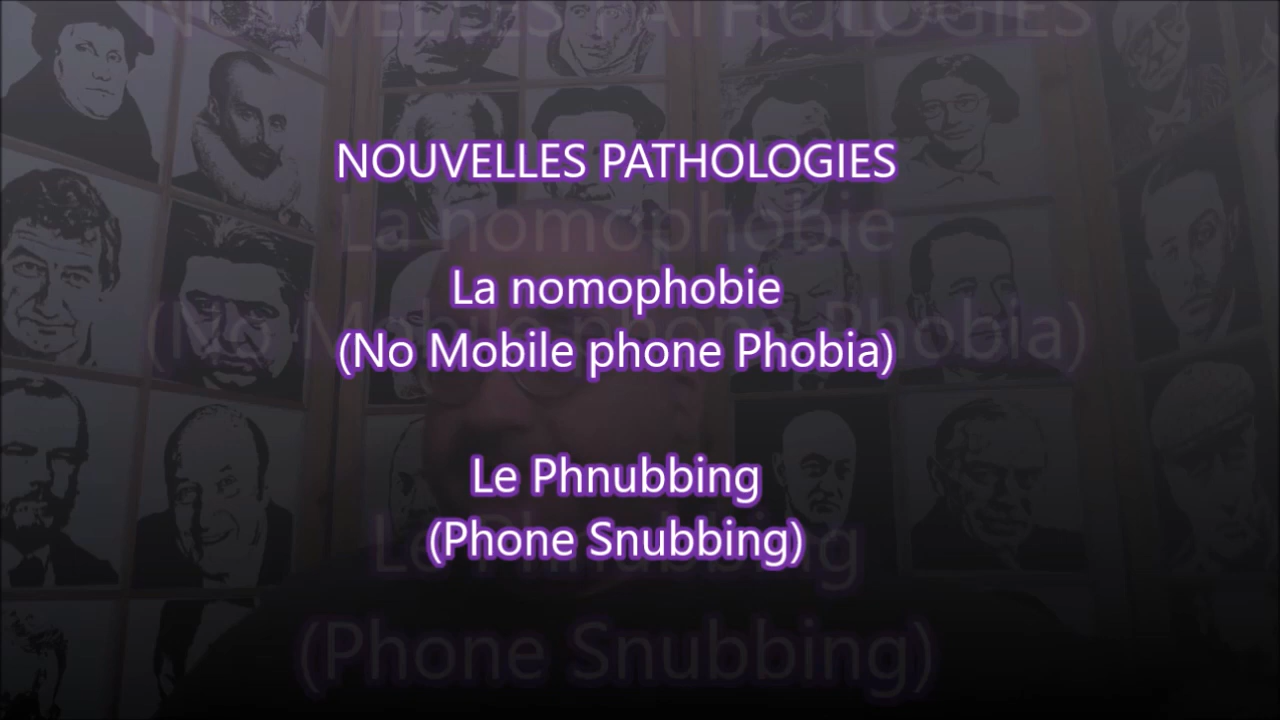 NOUVELLES PATHOLOGIES
La nomophobie
(No Mobile phone Phobia)
Le Phnubbing
(Phone Snubbing)